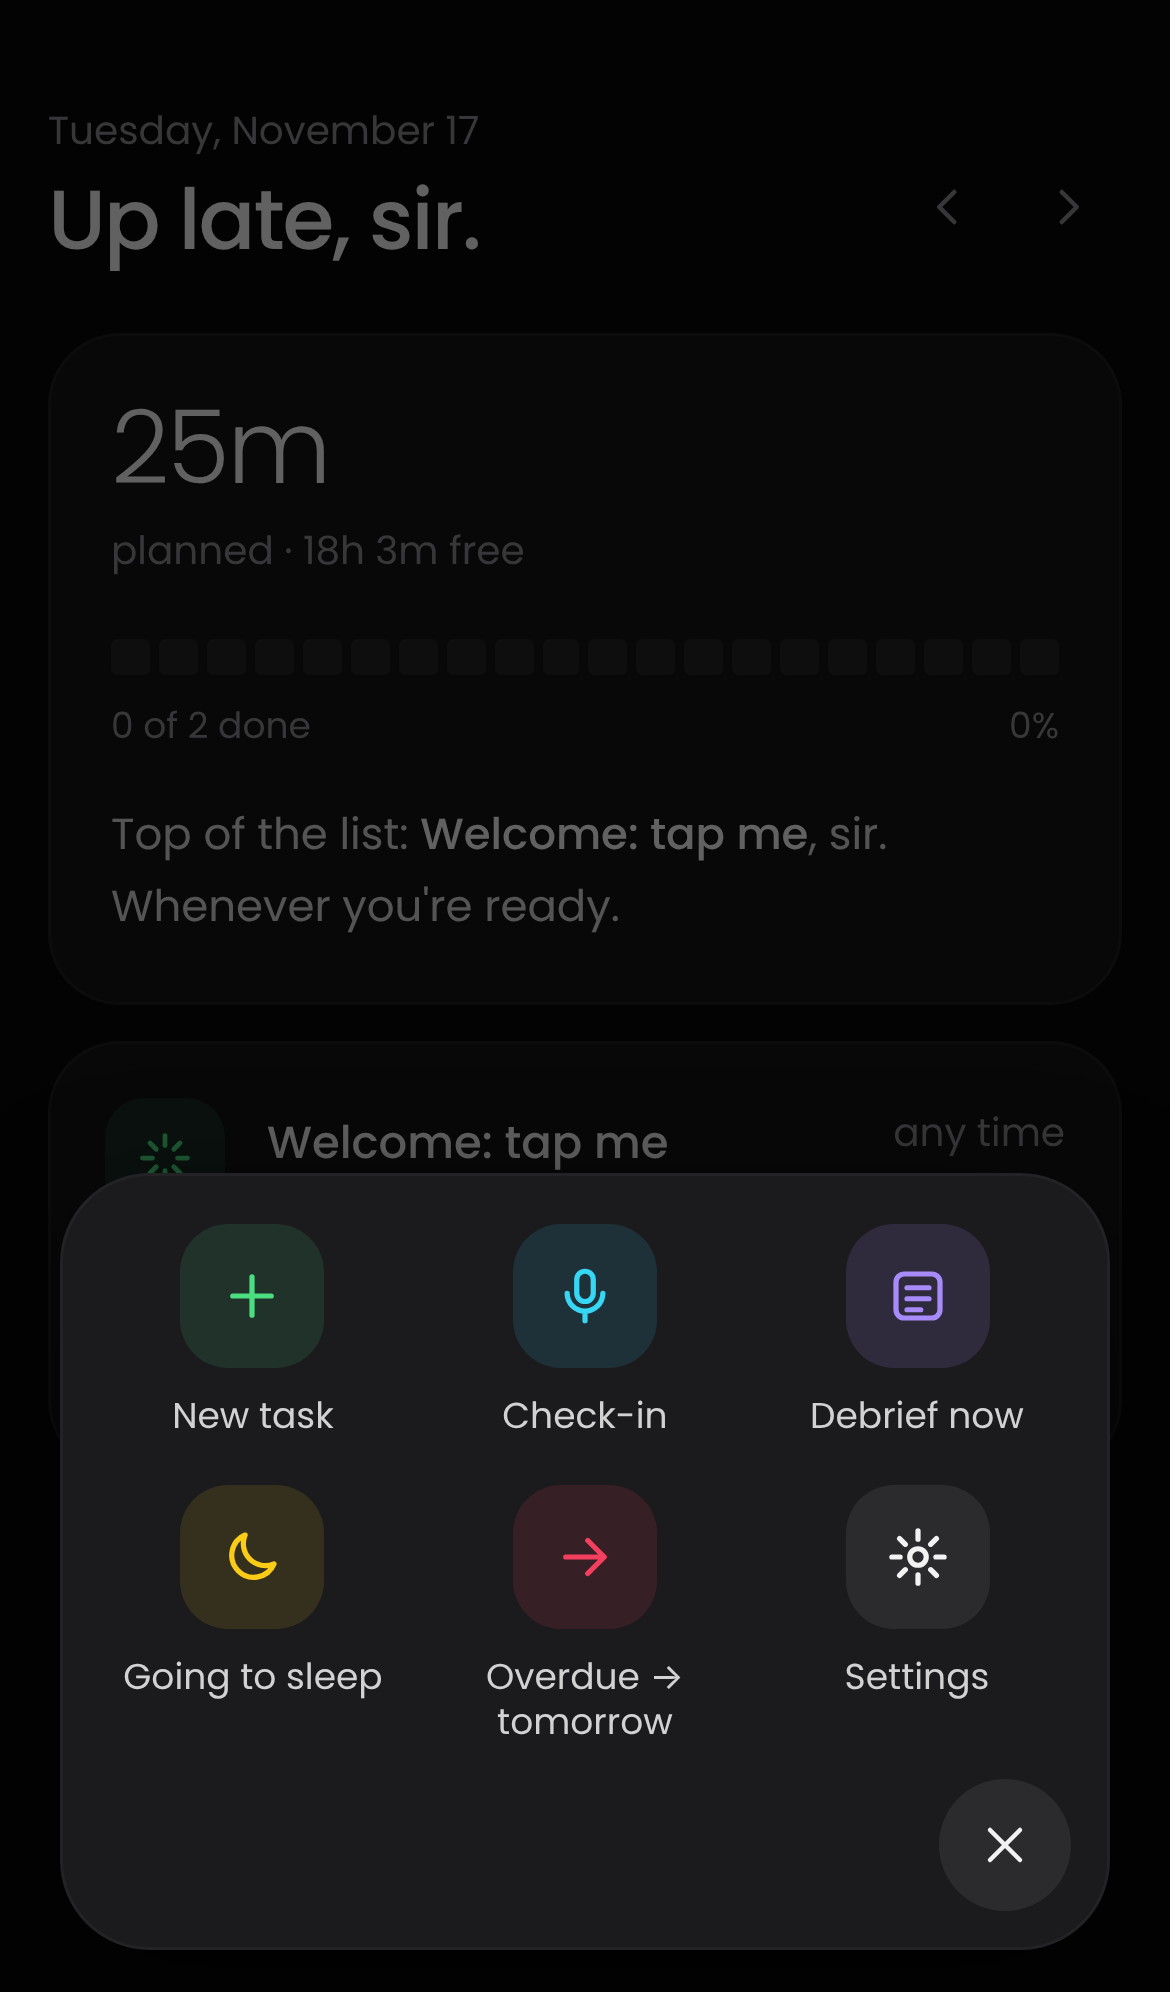 Tuesday, November 17
Up late, sir.
25m
planned · 18h 3m free
0 of 2 done
0%
Top of the list: Welcome: tap me, sir.
Whenever you're ready.
Welcome: tap me
any time
New task
Check-in
Debrief now
Going to sleep
Overdue →
tomorrow
Settings